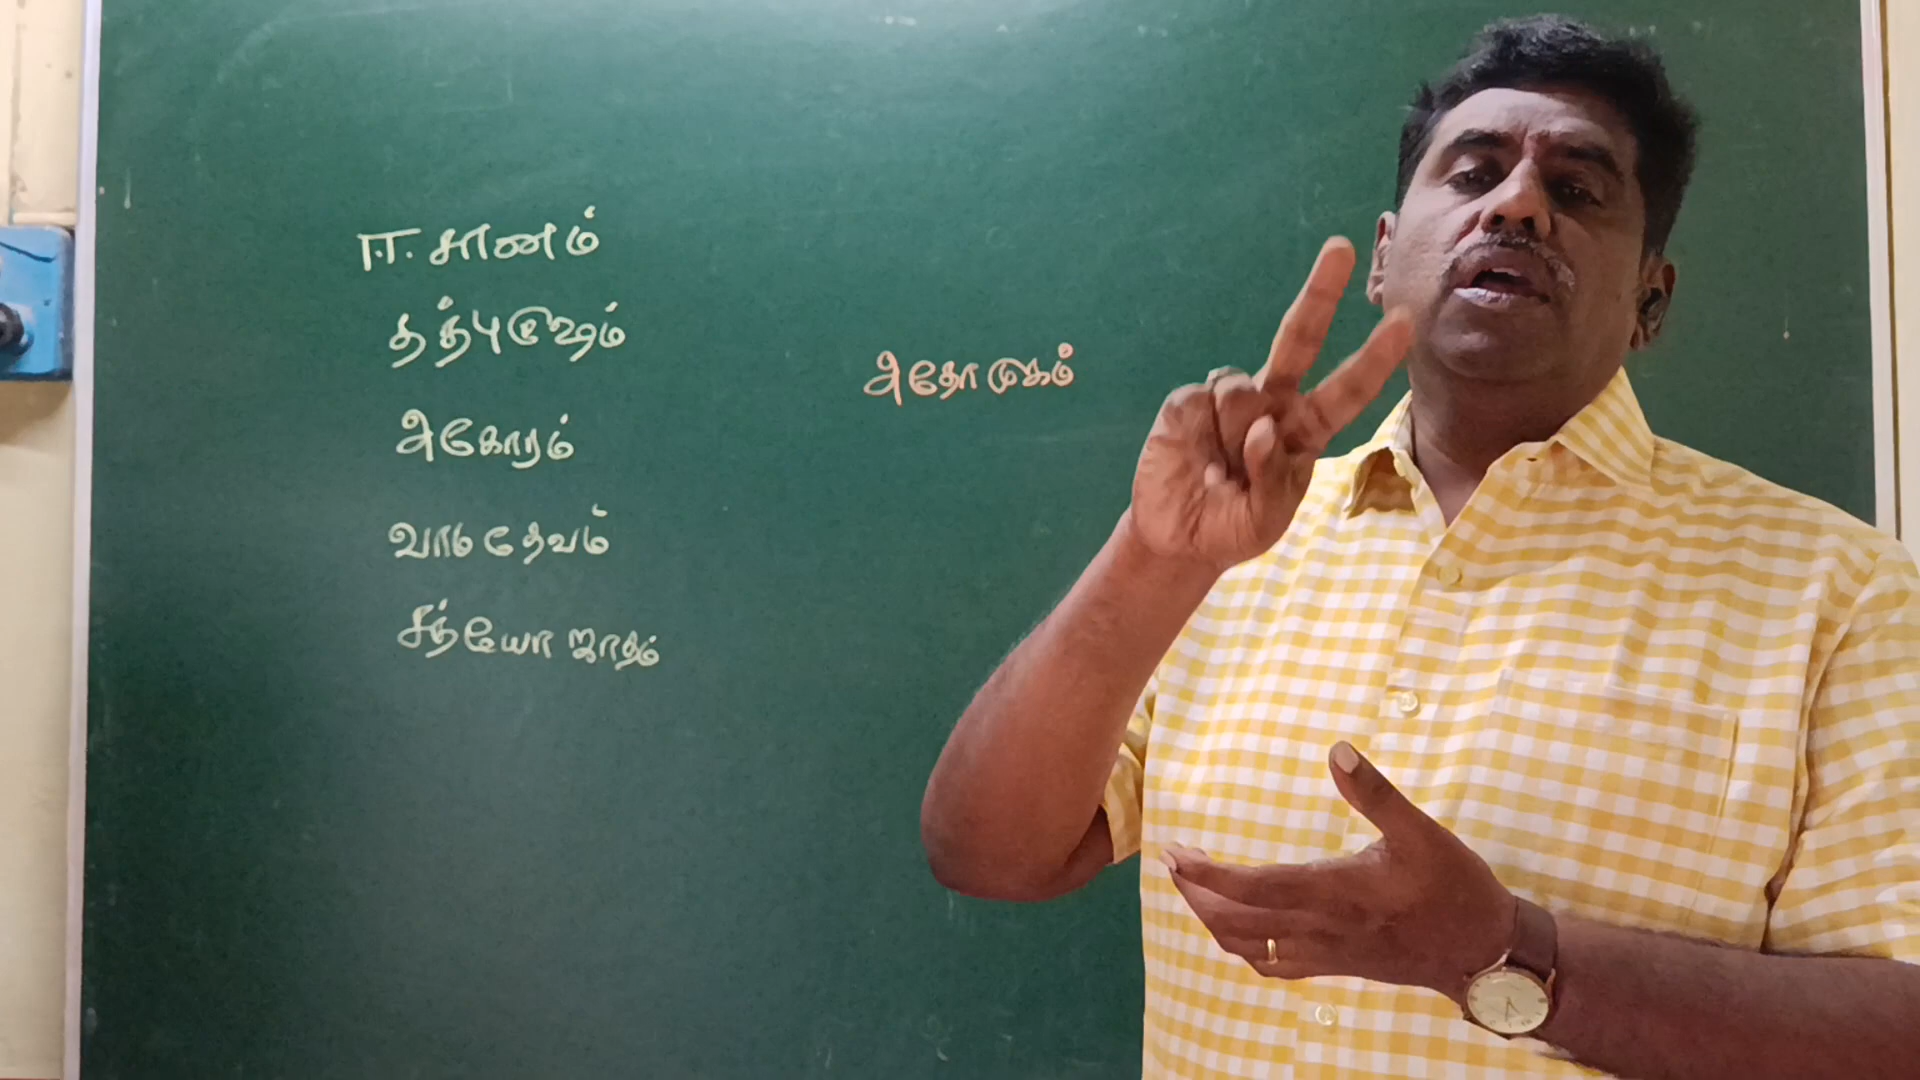 ஈசானம்
தத்புருஷம்
அகோரம்
வாமதேவம்
சத்யோ ஜாதம்
அதோ முகம்